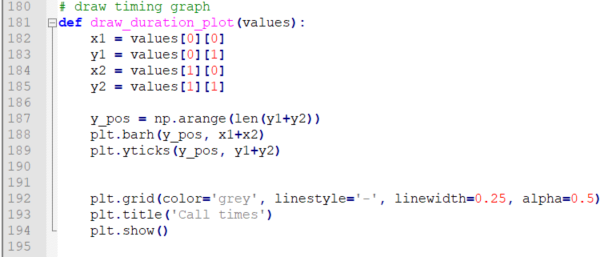 180 # draw timing graph
181 def draw_duration_plot(values):
182     x1 = values[0][0]
183     y1 = values[0][1]
184     x2 = values[1][0]
185     y2 = values[1][1]
186
187     y_pos = np.arange(len(y1+y2))
188     plt.barh(y_pos, x1+x2)
189     plt.yticks(y_pos, y1+y2)
190
191
192     plt.grid(color='grey', linestyle='-', linewidth=0.25, alpha=0.5)
193     plt.title('Call times')
194     plt.show()
195